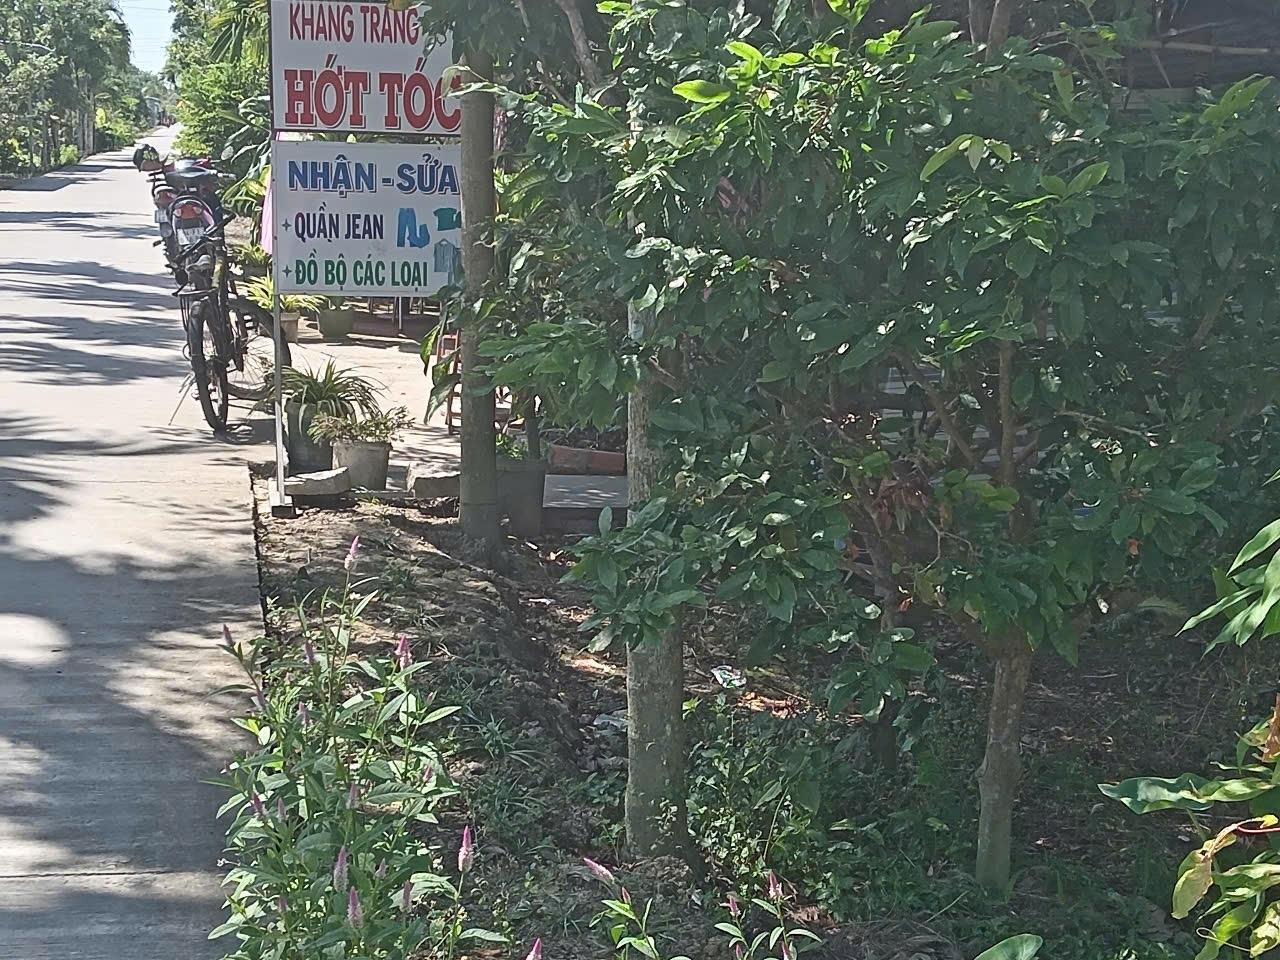 KHANG TRANG
HỚT TÓC
NHẬN - SỬA
QUẦN JEAN
ĐỒ BỘ CÁC LOẠI